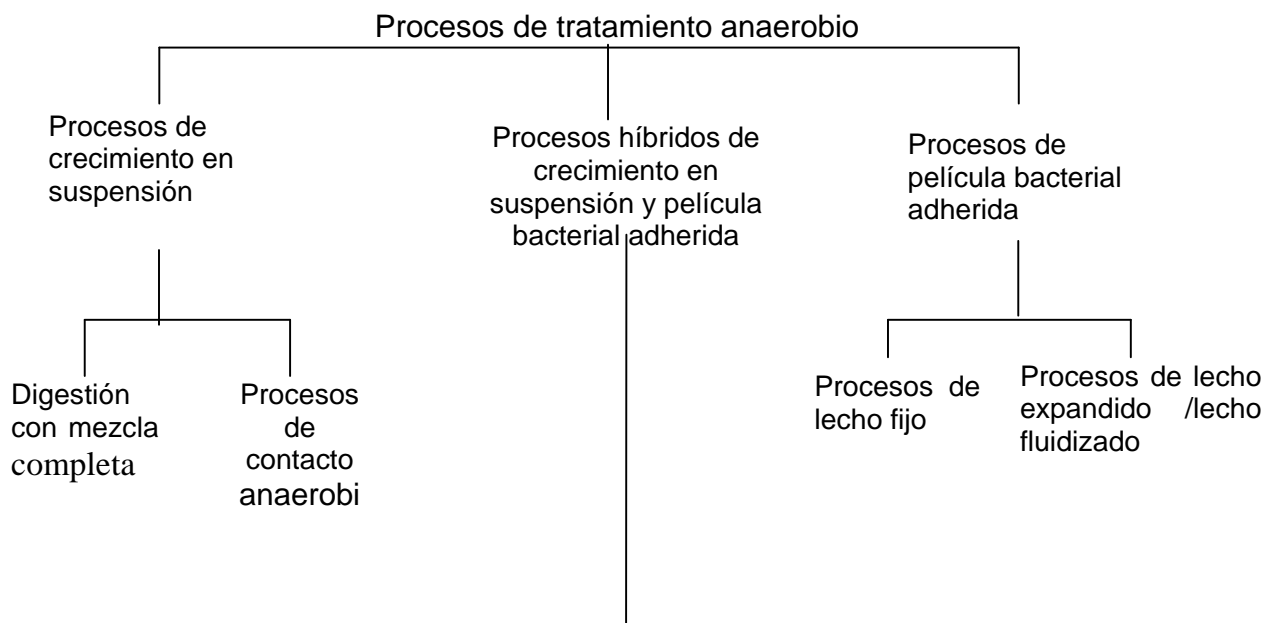 Procesos de tratamiento anaerobio
Procesos de
crecimiento en
suspensión
Procesos híbridos de
crecimiento en
suspensión y película
bacterial adherida
Procesos de
película bacterial
adherida
Digestión
con mezcla
completa
Procesos
de
contacto
anaerobi
Procesos de
lecho fijo
Procesos de lecho
expandido /lecho
fluidizado